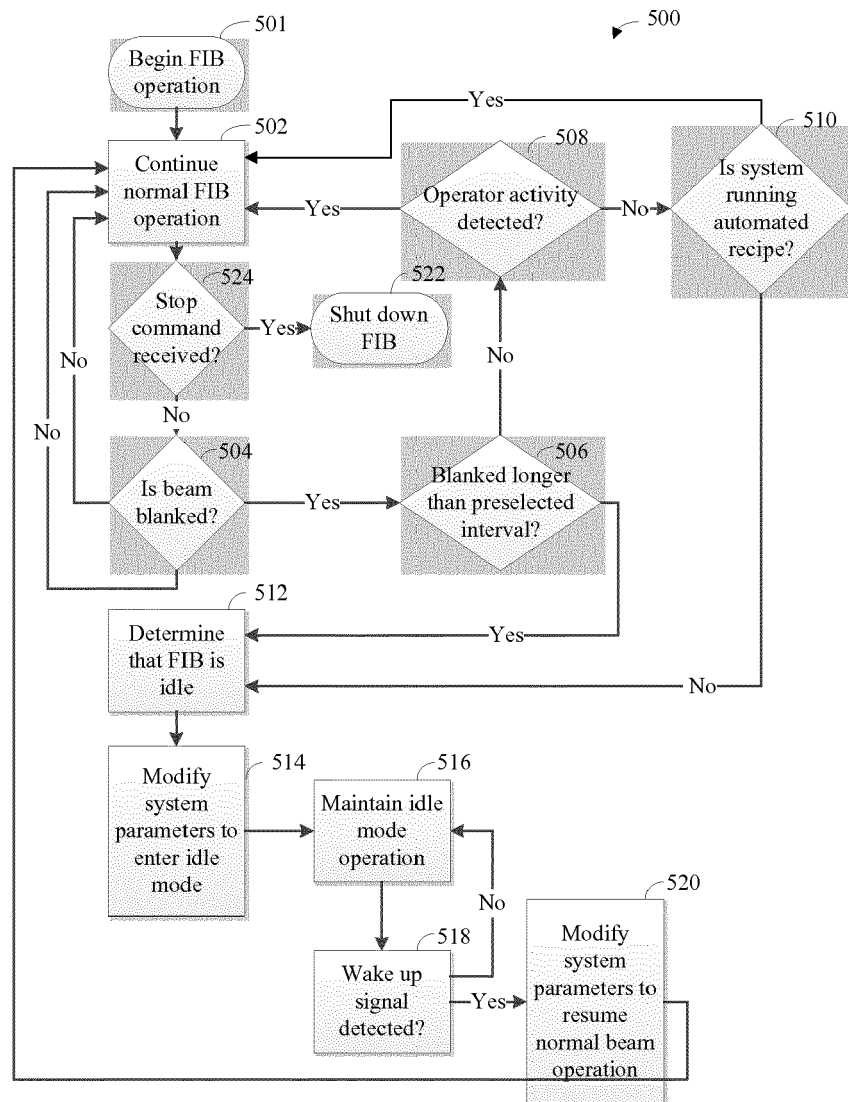 500
501
Begin FIB
operation
502
Continue
normal FIB
operation
Yes
508
Operator activity
detected?
Yes
No
510
Is system
running
automated
recipe?
524
Stop
command
received?
Yes
522
Shut down
FIB
No
No
No
No
504
Is beam
blanked?
Yes
506
Blanked longer
than preselected
interval?
512
Determine
that FIB is
idle
Yes
No
514
Modify
system
parameters to
enter idle
mode
516
Maintain idle
mode
operation
No
518
Wake up
signal
detected?
Yes
520
Modify
system
parameters to
resume
normal beam
operation